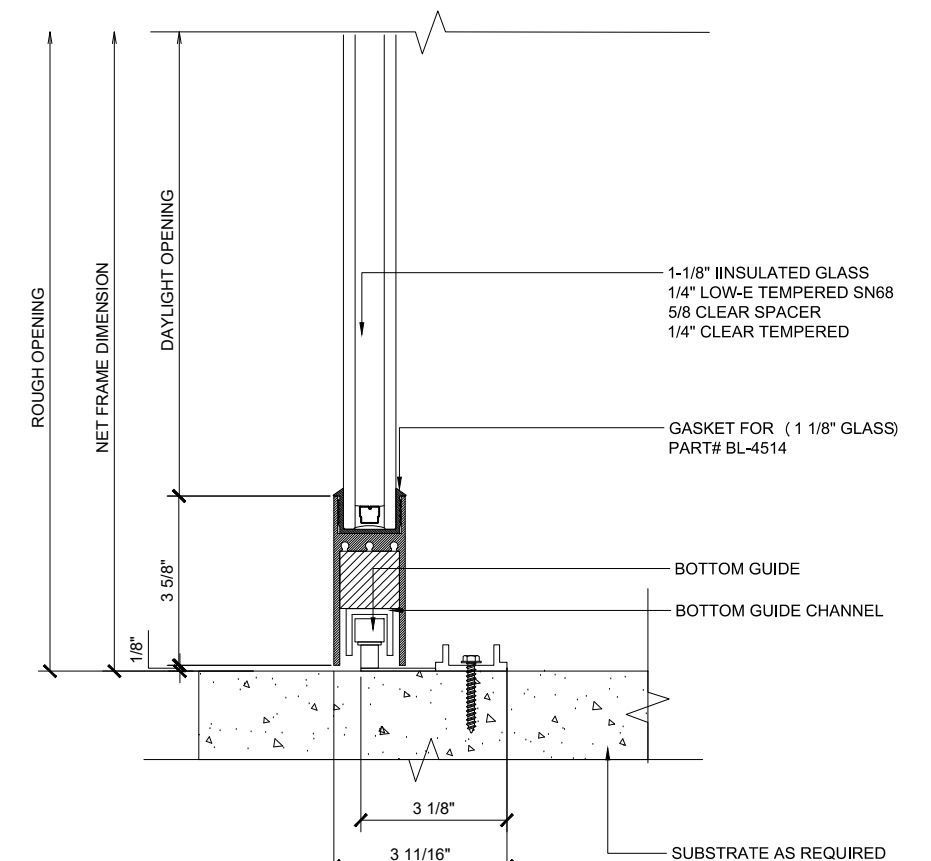 ROUGH OPENING
NET FRAME DIMENSION
DAYLIGHT OPENING
1-1/8" IINSULATED GLASS
1/4" LOW-E TEMPERED SN68
5/8 CLEAR SPACER
1/4" CLEAR TEMPERED
GASKET FOR ( 1 1/8" GLASS)
PART# BL-4514
3 5/8"
BOTTOM GUIDE
BOTTOM GUIDE CHANNEL
1/8"
3 1/8"
3 11/16"
SUBSTRATE AS REQUIRED